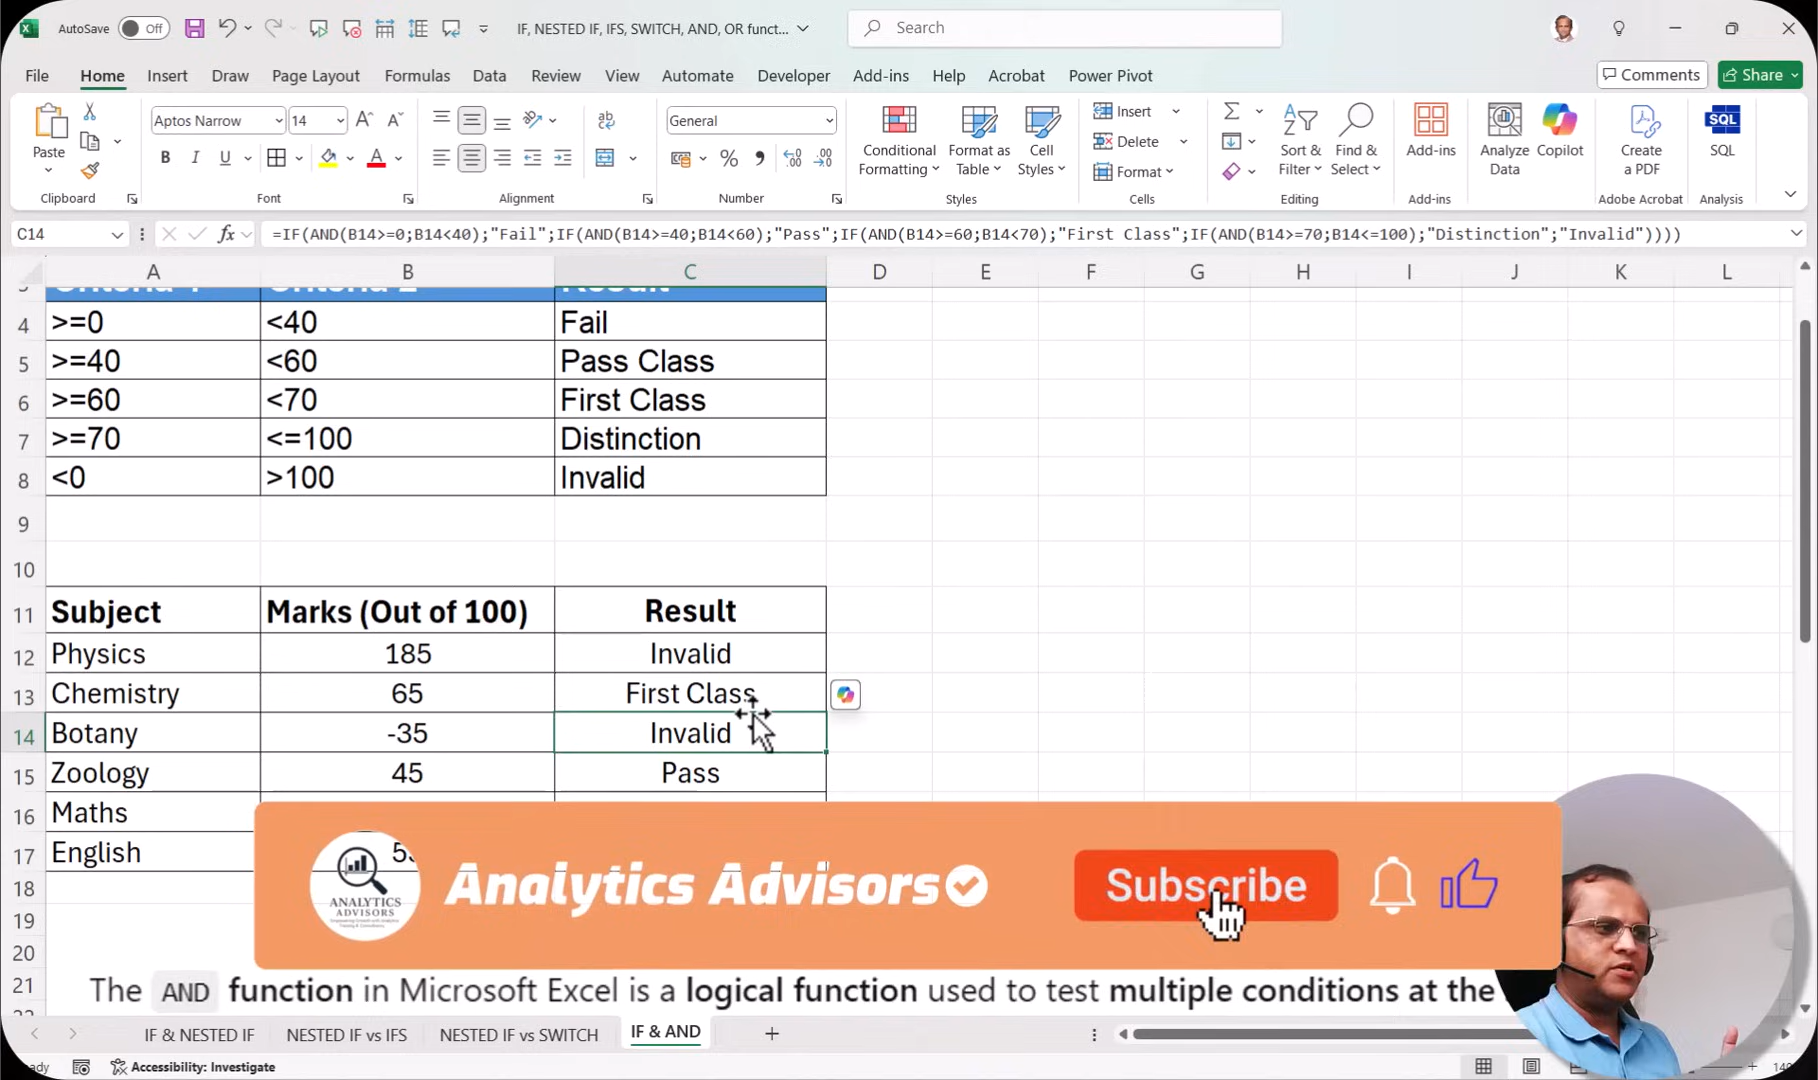 AutoSave Off IF, NESTED IF, IFS, SWITCH, AND, OR funct... Search
File Home Insert Draw Page Layout Formulas Data Review View Automate Developer Add-ins Help Acrobat Power Pivot Comments Share
Aptos Narrow 14 General Insert
Paste B I U Conditional Formatting Format as Table Cell Styles Delete Sort & Filter Find & Select Add-ins Analyze Data Copilot Create a PDF SQL
Format
Clipboard Font Alignment Number Styles Cells Editing Add-ins Adobe Acrobat Analysis
C14 fx =IF(AND(B14>=0;B14<40);"Fail";IF(AND(B14>=40;B14<60);"Pass";IF(AND(B14>=60;B14<70);"First Class";IF(AND(B14>=70;B14<=100);"Distinction";"Invalid"))))
A B C D E F G H I J K L
4 >=0 <40 Fail
5 >=40 <60 Pass Class
6 >=60 <70 First Class
7 >=70 <=100 Distinction
8 <0 >100 Invalid
9
10
11 Subject Marks (Out of 100) Result
12 Physics 185 Invalid
13 Chemistry 65 First Class
14 Botany -35 Invalid
15 Zoology 45 Pass
16 Maths
17 English
18
19
20
21 The AND function in Microsoft Excel is a logical function used to test multiple conditions at the
ANALYTICS ADVISORS
Analytics Advisors
Subscribe
IF & NESTED IF NESTED IF vs IFS NESTED IF vs SWITCH IF & AND
Accessibility: Investigate